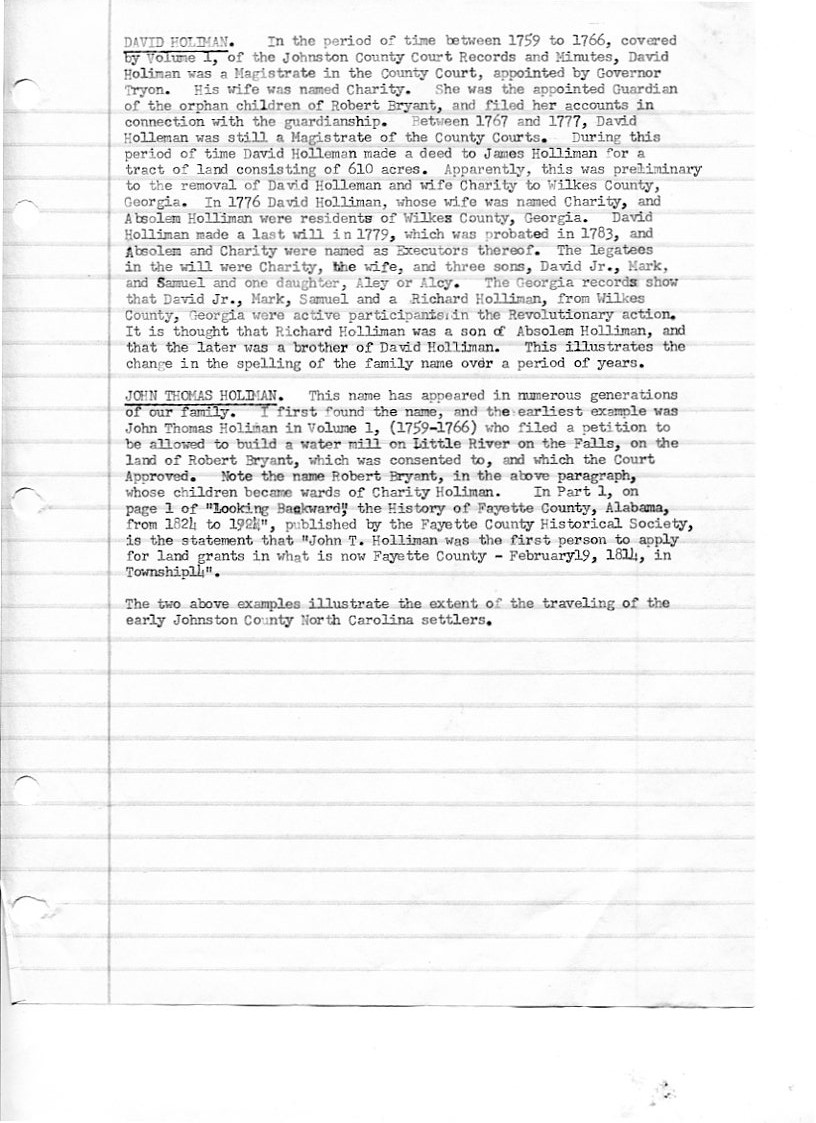 DAVID HOLIMAN. In the period of time between 1759 to 1766, covered
by Volume 1, of the Johnston County Court Records and Minutes, David
Holiman was a Magistrate in the County Court, appointed by Governor
Tryon. His wife was named Charity. She was the appointed Guardian
of the orphan children of Robert Bryant, and filed her accounts in
connection with the guardianship. Between 1767 and 1777, David
Holleman was still a Magistrate of the County Courts. During this
period of time David Holleman made a deed to James Holliman for a
tract of land consisting of 610 acres. Apparently, this was preliminary
to the removal of David Holleman and wife Charity to Wilkes County,
Georgia. In 1776 David Holliman, whose wife was named Charity, and
Absolem Holliman were residents of Wilkes County, Georgia. David
Holliman made a last will in 1779, which was probated in 1783, and
Absolem and Charity were named as Executors thereof. The legatees
in the will were Charity, the wife, and three sons, David Jr., Mark,
and Samuel and one daughter, Aley or Alcy. The Georgia records show
that David Jr., Mark, Samuel and a Richard Holliman, from Wilkes
County, Georgia were active participants in the Revolutionary action.
It is thought that Richard Holliman was a son of Absolem Holliman, and
that the later was a brother of David Holliman. This illustrates the
change in the spelling of the family name over a period of years.
JOHN THOMAS HOLIMAN. This name has appeared in numerous generations
of our family. I first found the name, and the earliest example was
John Thomas Holiman in Volume 1, (1759-1766) who filed a petition to
be allowed to build a water mill on Little River on the Falls, on the
land of Robert Bryant, which was consented to, and which the Court
Approved. Note the name Robert Bryant, in the above paragraph,
whose children became wards of Charity Holiman. In Part 1, on
page 1 of "Looking Backward", the History of Fayette County, Alabama,
from 1824 to 1924", published by the Fayette County Historical Society,
is the statement that "John T. Holliman was the first person to apply
for land grants in what is now Fayette County - February19, 1814, in
Township14".
The two above examples illustrate the extent of the traveling of the
early Johnston County North Carolina settlers.